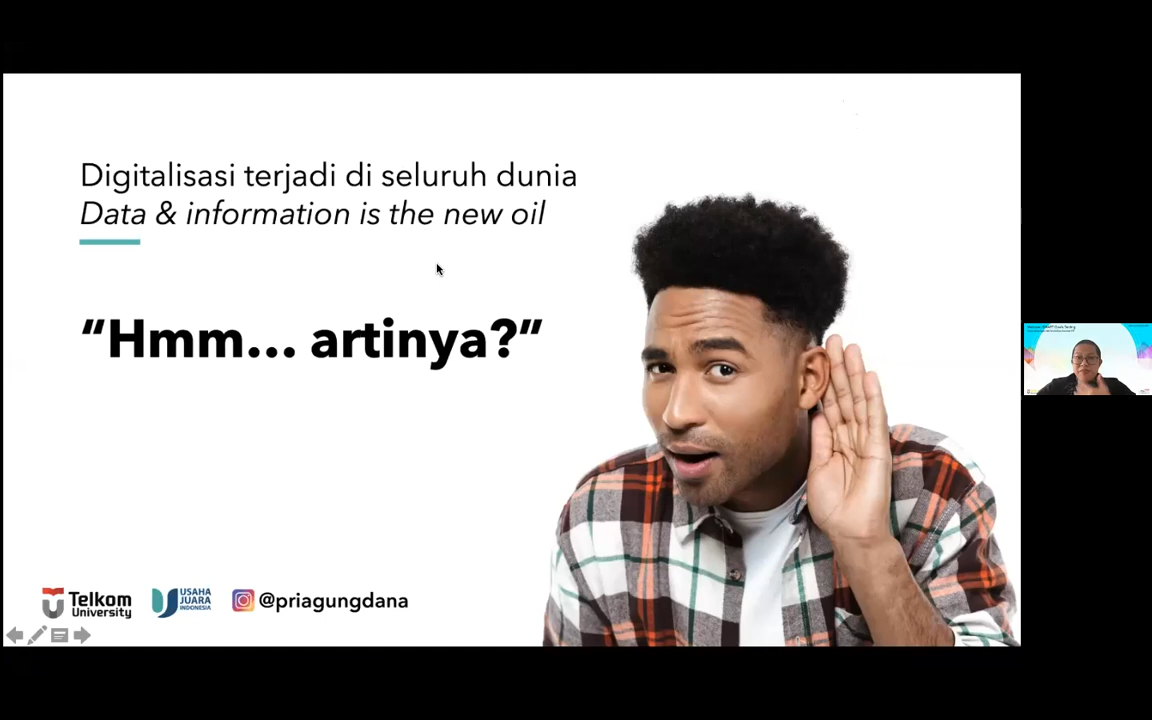 Digitalisasi terjadi di seluruh dunia
Data & information is the new oil
“Hmm... artinya?”
Telkom
University
USAHA
JUARA
INDONESIA
@priagungdana